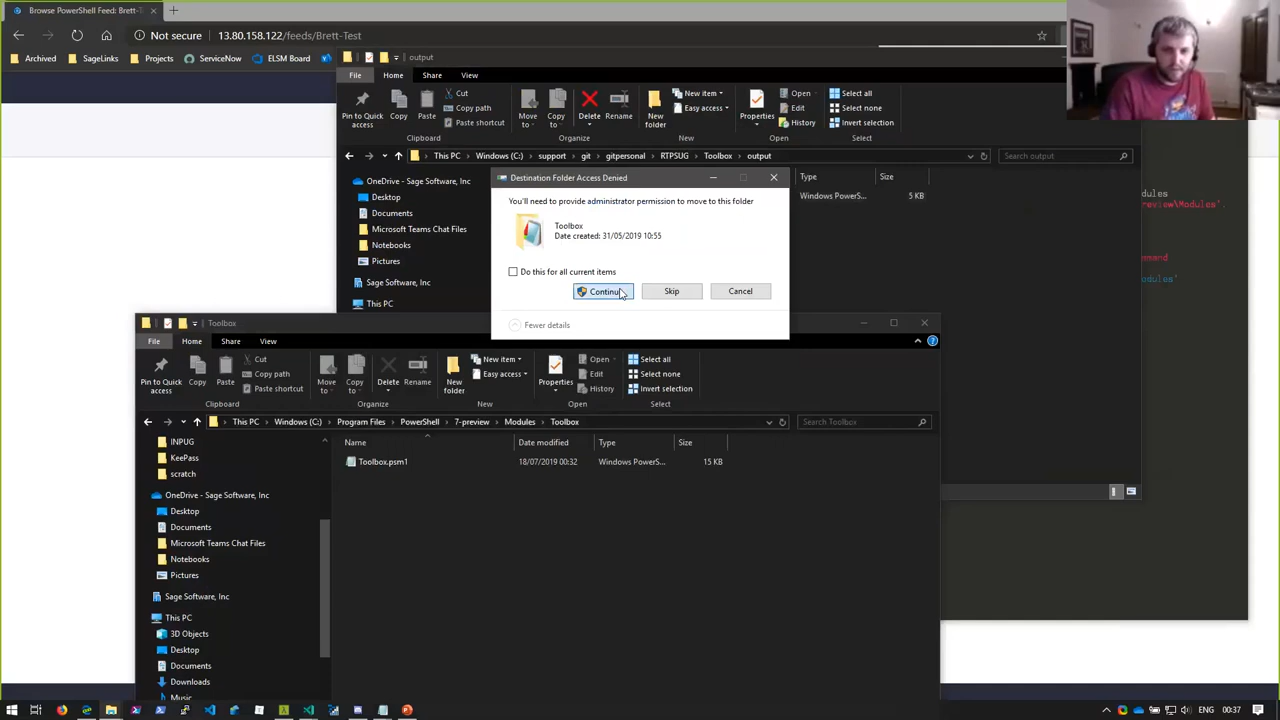 Browse PowerShell Feed: Brett-Test
Not secure
13.80.158.122/feeds/Brett-Test
Archived
SageLinks
Projects
ServiceNow
ELSM Board
output
File
Home
Share
View
Pin to Quick access
Copy
Paste
Cut
Copy path
Paste shortcut
Move to
Copy to
Delete
Rename
New folder
New item
Easy access
Properties
Open
Edit
History
Select all
Select none
Invert selection
Clipboard
Organize
New
Open
Select
This PC
Windows (C:)
support
git
gitpersonal
RTPSUG
Toolbox
output
Search output
OneDrive - Sage Software, Inc
Desktop
Documents
Microsoft Teams Chat Files
Notebooks
Pictures
Sage Software, Inc
This PC
Type
Size
Windows PowerS...
5 KB
Destination Folder Access Denied
You'll need to provide administrator permission to move to this folder
Toolbox
Date created: 31/05/2019 10:55
Do this for all current items
Continu
Skip
Cancel
Fewer details
dules
review\Modules'.
ommand
odules'
Toolbox
File
Home
Share
View
Pin to Quick access
Copy
Paste
Cut
Copy path
Paste shortcut
Move to
Copy to
Delete
Rename
New folder
New item
Easy access
Properties
Open
Edit
History
Select all
Select none
Invert selection
Clipboard
Organize
New
Open
Select
This PC
Windows (C:)
Program Files
PowerShell
7-preview
Modules
Toolbox
Search Toolbox
INPUG
KeePass
scratch
OneDrive - Sage Software, Inc
Desktop
Documents
Microsoft Teams Chat Files
Notebooks
Pictures
Sage Software, Inc
This PC
3D Objects
Desktop
Documents
Downloads
Music
Name
Date modified
Type
Size
Toolbox.psm1
18/07/2019 00:32
Windows PowerS...
15 KB
ENG
00:37